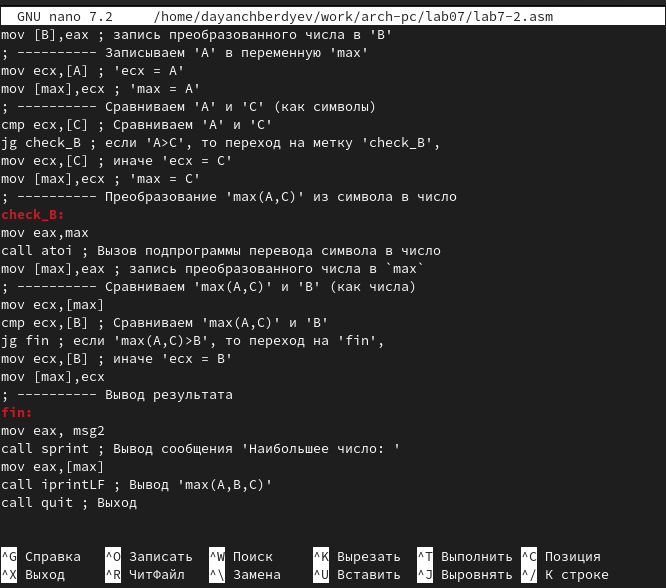 GNU nano 7.2 /home/dayanchberdyev/work/arch-pc/lab07/lab7-2.asm
mov [B],eax ; запись преобразованного числа в 'B'
; ---------- Записываем 'A' в переменную 'max'
mov ecx,[A] ; 'ecx = A'
mov [max],ecx ; 'max = A'
; ---------- Сравниваем 'A' и 'С' (как символы)
cmp ecx,[C] ; Сравниваем 'A' и 'С'
jg check_B ; если 'A>C', то переход на метку 'check_B',
mov ecx,[C] ; иначе 'ecx = C'
mov [max],ecx ; 'max = C'
; ---------- Преобразование 'max(A,C)' из символа в число
check_B:
mov eax,max
call atoi ; Вызов подпрограммы перевода символа в число
mov [max],eax ; запись преобразованного числа в `max`
; ---------- Сравниваем 'max(A,C)' и 'B' (как числа)
mov ecx,[max]
cmp ecx,[B] ; Сравниваем 'max(A,C)' и 'B'
jg fin ; если 'max(A,C)>B', то переход на 'fin',
mov ecx,[B] ; иначе 'ecx = B'
mov [max],ecx
; ---------- Вывод результата
fin:
mov eax, msg2
call sprint ; Вывод сообщения 'Наибольшее число: '
mov eax,[max]
call iprintLF ; Вывод 'max(A,B,C)'
call quit ; Выход
^G Справка ^O Записать ^W Поиск ^K Вырезать ^T Выполнить ^C Позиция
^X Выход ^R ЧитФайл ^\ Замена ^U Вставить ^J Выровнять ^/ К строке